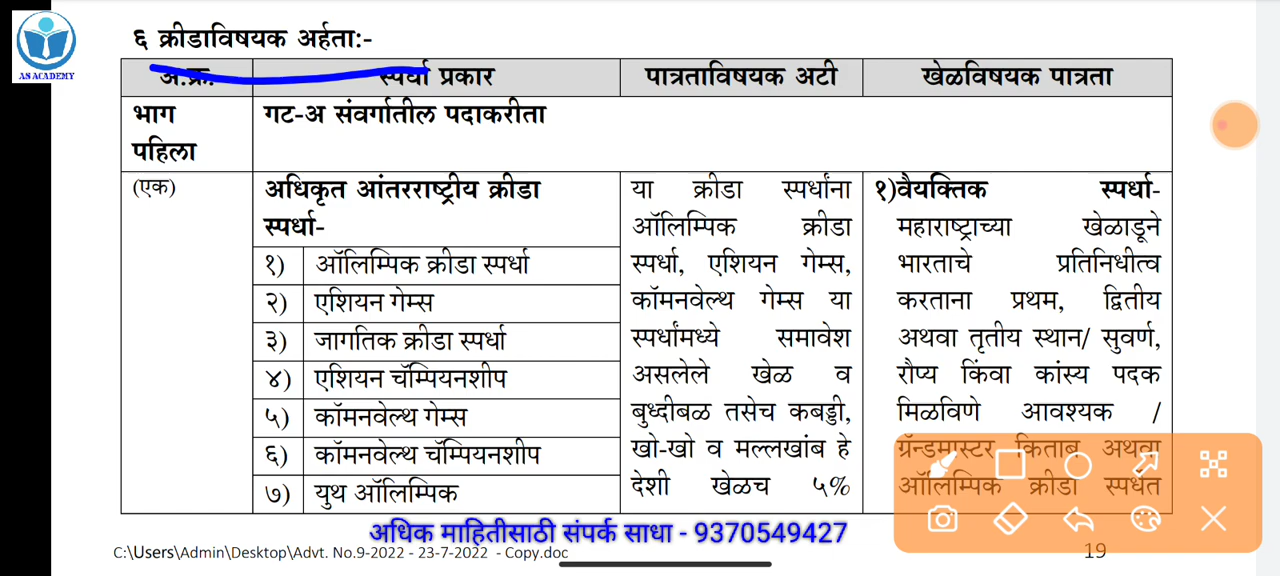 AS ACADEMY
६ क्रीडाविषयक अर्हता:-
अ.क्र. स्पर्धा प्रकार पात्रताविषयक अटी खेळविषयक पात्रता
भाग गट-अ संवर्गातील पदाकरीता
पहिला
(एक) अधिकृत आंतरराष्ट्रीय क्रीडा या क्रीडा स्पर्धांना १)वैयक्तिक स्पर्धा-
स्पर्धा- ऑलिम्पिक क्रीडा महाराष्ट्राच्या खेळाडूने
१) ऑलिम्पिक क्रीडा स्पर्धा स्पर्धा, एशियन गेम्स, भारताचे प्रतिनिधीत्व
२) एशियन गेम्स कॉमनवेल्थ गेम्स या करताना प्रथम, द्वितीय
३) जागतिक क्रीडा स्पर्धा स्पर्धांमध्ये समावेश अथवा तृतीय स्थान/ सुवर्ण,
४) एशियन चॅम्पियनशीप असलेले खेळ व रौप्य किंवा कांस्य पदक
५) कॉमनवेल्थ गेम्स बुध्दीबळ तसेच कबड्डी, मिळविणे आवश्यक /
६) कॉमनवेल्थ चॅम्पियनशीप खो-खो व मल्लखांब हे ग्रॅन्डमास्टर किताब अथवा
७) युथ ऑलिम्पिक देशी खेळच ५% ऑलिम्पिक क्रीडा स्पर्धेत
अधिक माहितीसाठी संपर्क साधा - 9370549427
C:\Users\Admin\Desktop\Advt. No.9-2022 - 23-7-2022 - Copy.doc 19